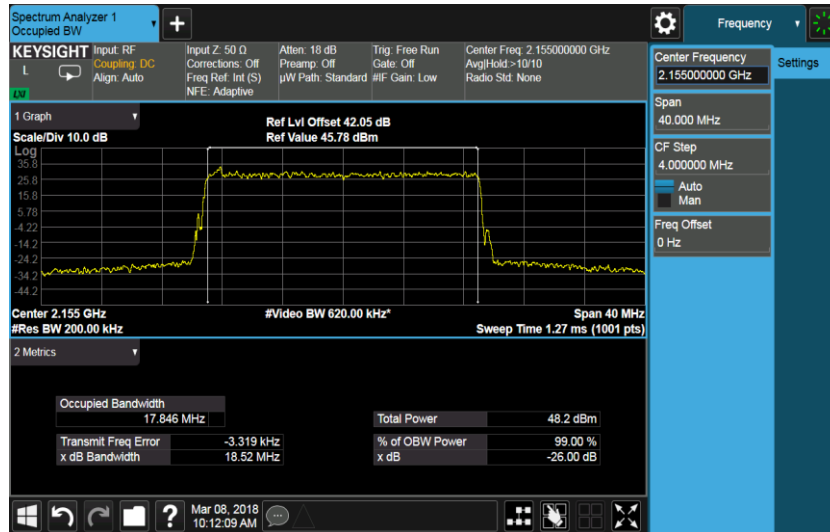 Spectrum Analyzer 1
Occupied BW
Frequency
KEYSIGHT
L
LXI
Input: RF
Coupling: DC
Align: Auto
Input Z: 50 Ω
Corrections: Off
Freq Ref: Int (S)
NFE: Adaptive
Atten: 18 dB
Preamp: Off
µW Path: Standard
Trig: Free Run
Gate: Off
#IF Gain: Low
Center Freq: 2.155000000 GHz
Avg|Hold:>10/10
Radio Std: None
Center Frequency
2.155000000 GHz
Settings
Span
40.000 MHz
CF Step
4.000000 MHz
Auto
Man
Freq Offset
0 Hz
1 Graph
Scale/Div 10.0 dB
Ref Lvl Offset 42.05 dB
Ref Value 45.78 dBm
Log
35.8
25.8
15.8
5.78
-4.22
-14.2
-24.2
-34.2
-44.2
Center 2.155 GHz
#Res BW 200.00 kHz
#Video BW 620.00 kHz*
Span 40 MHz
Sweep Time 1.27 ms (1001 pts)
2 Metrics
Occupied Bandwidth
17.846 MHz
Total Power 48.2 dBm
Transmit Freq Error -3.319 kHz
% of OBW Power 99.00 %
x dB Bandwidth 18.52 MHz
x dB -26.00 dB
?
Mar 08, 2018
10:12:09 AM